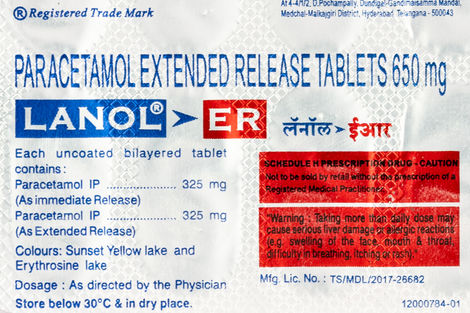 ® Registered Trade Mark
At 4-4/1/2, D.Pochampally, Dundigal-Gandimaisamma Mandal,
Medchal-Malkajgiri District, Hyderabad, Telangana - 500043
PARACETAMOL EXTENDED RELEASE TABLETS 650 mg
LANOL® > ER लॅनॉल > ईआर
Each uncoated bilayered tablet
contains :
Paracetamol IP ................... 325 mg
(As immediate Release)
Paracetamol IP ................... 325 mg
(As Extended Release)
Colours: Sunset Yellow lake and
Erythrosine lake
Dosage : As directed by the Physician
Store below 30°C & in dry place.
SCHEDULE H PRESCRIPTION DRUG - CAUTION
Not to be sold by retail without the prescription of a
Registered Medical Practitioner.
"Warning : Taking more than daily dose may
cause serious liver damage or allergic reactions
(e.g. swelling of the face, mouth & throat,
difficulty in breathing, itching or rash)."
Mfg. Lic. No. : TS/MDL/2017-26682
12000784-01